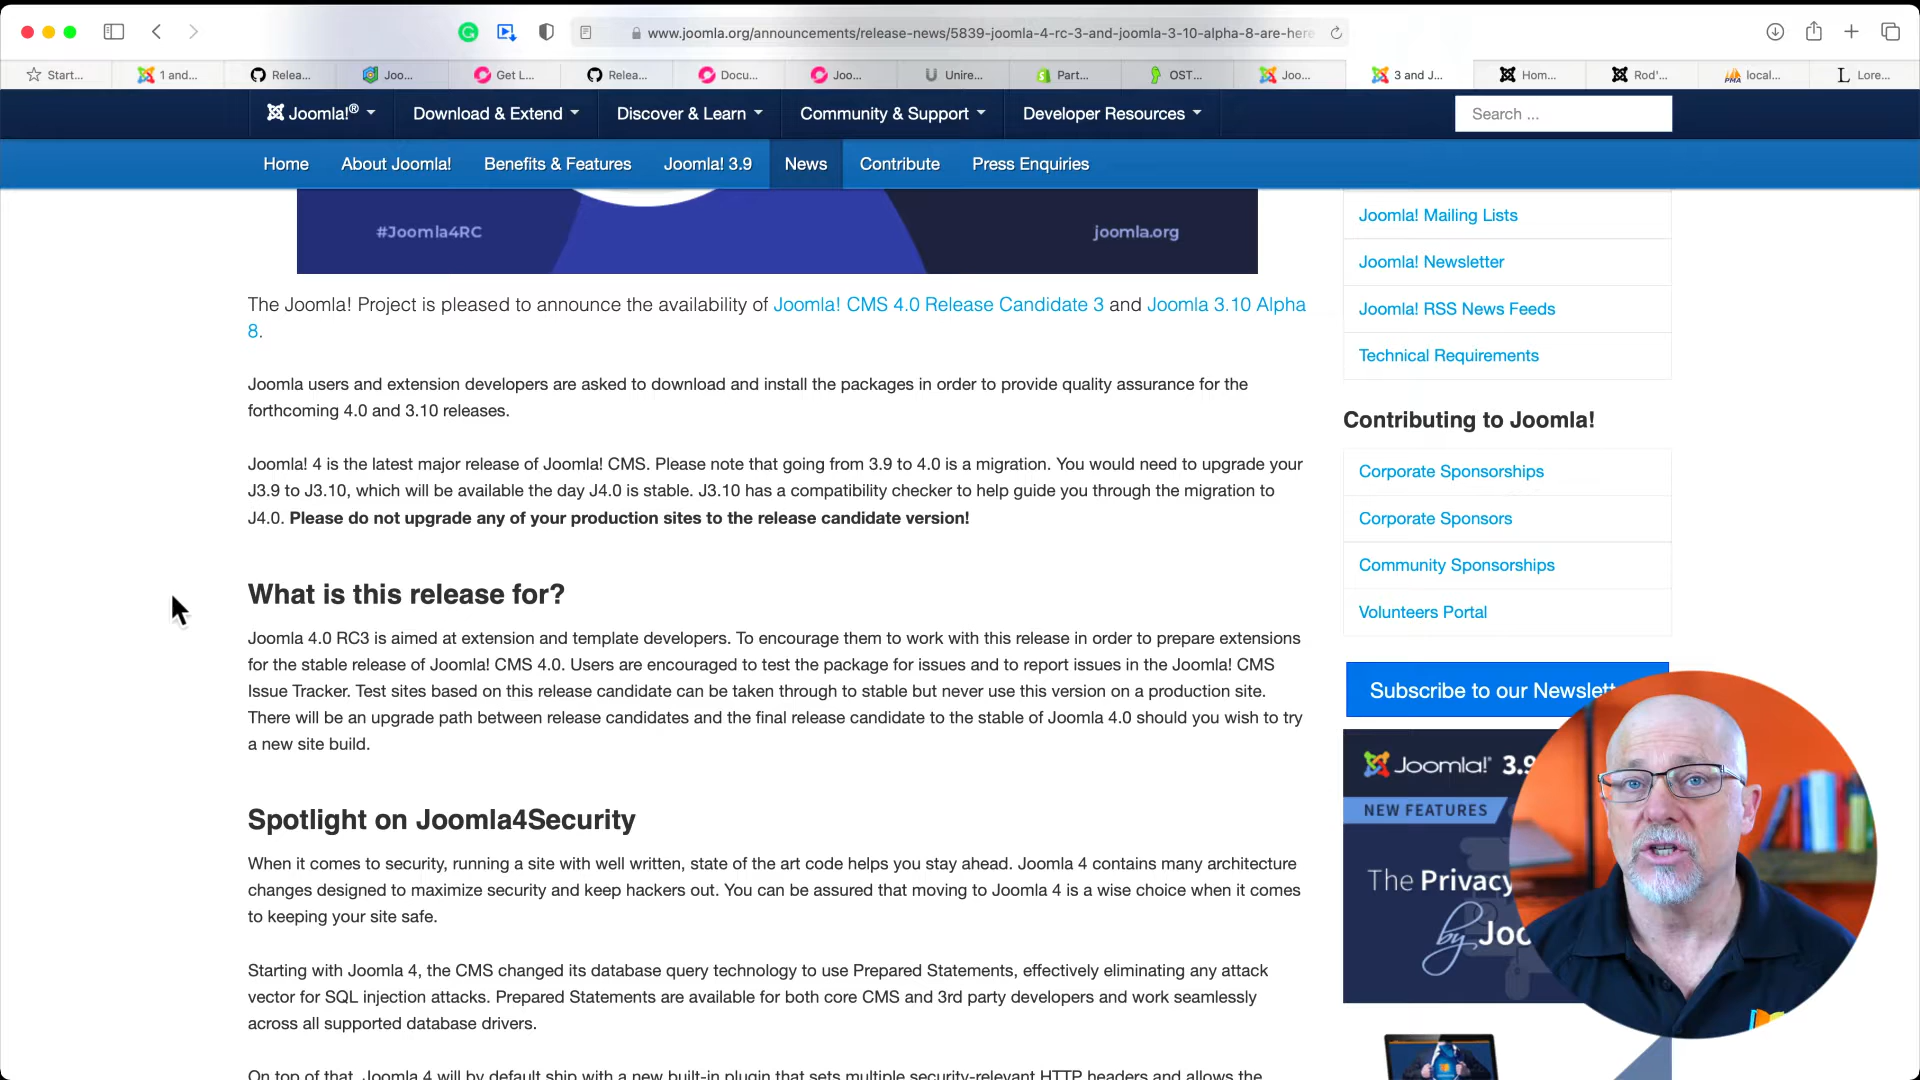 www.joomla.org/announcements/release-news/5839-joomla-4-rc-3-and-joomla-3-10-alpha-8-are-here
Start...
1 and...
Relea...
Joo...
Get L...
Relea...
Docu...
Joo...
Unire...
Part...
OST...
Joo...
3 and J...
Hom...
Rod'...
local...
Lore...
Joomla!®
Download & Extend
Discover & Learn
Community & Support
Developer Resources
Search ...
Home
About Joomla!
Benefits & Features
Joomla! 3.9
News
Contribute
Press Enquiries
#Joomla4RC
joomla.org
The Joomla! Project is pleased to announce the availability of Joomla! CMS 4.0 Release Candidate 3 and Joomla 3.10 Alpha
8.
Joomla users and extension developers are asked to download and install the packages in order to provide quality assurance for the
forthcoming 4.0 and 3.10 releases.
Joomla! 4 is the latest major release of Joomla! CMS. Please note that going from 3.9 to 4.0 is a migration. You would need to upgrade your
J3.9 to J3.10, which will be available the day J4.0 is stable. J3.10 has a compatibility checker to help guide you through the migration to
J4.0. Please do not upgrade any of your production sites to the release candidate version!
What is this release for?
Joomla 4.0 RC3 is aimed at extension and template developers. To encourage them to work with this release in order to prepare extensions
for the stable release of Joomla! CMS 4.0. Users are encouraged to test the package for issues and to report issues in the Joomla! CMS
Issue Tracker. Test sites based on this release candidate can be taken through to stable but never use this version on a production site.
There will be an upgrade path between release candidates and the final release candidate to the stable of Joomla 4.0 should you wish to try
a new site build.
Spotlight on Joomla4Security
When it comes to security, running a site with well written, state of the art code helps you stay ahead. Joomla 4 contains many architecture
changes designed to maximize security and keep hackers out. You can be assured that moving to Joomla 4 is a wise choice when it comes
to keeping your site safe.
Starting with Joomla 4, the CMS changed its database query technology to use Prepared Statements, effectively eliminating any attack
vector for SQL injection attacks. Prepared Statements are available for both core CMS and 3rd party developers and work seamlessly
across all supported database drivers.
On top of that, Joomla 4 will by default ship with a new built-in plugin that sets multiple security-relevant HTTP headers and allows the
Joomla! Mailing Lists
Joomla! Newsletter
Joomla! RSS News Feeds
Technical Requirements
Contributing to Joomla!
Corporate Sponsorships
Corporate Sponsors
Community Sponsorships
Volunteers Portal
Subscribe to our Newslett
Joomla! 3.9
NEW FEATURES
The Privacy
by Joo